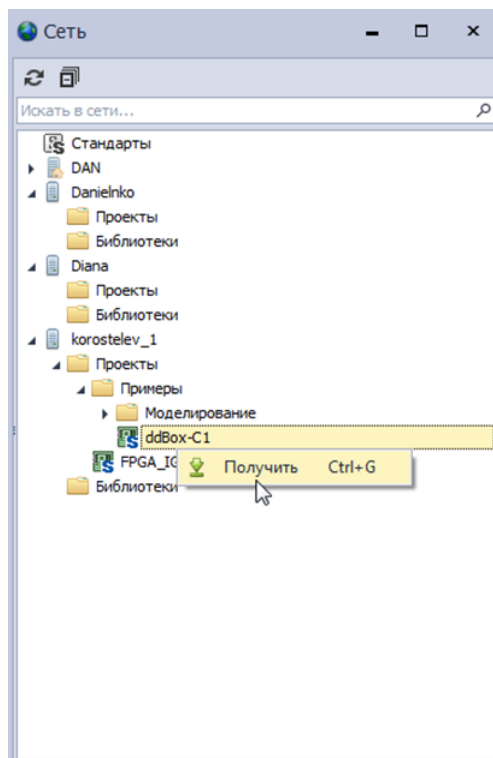 Сеть
Искать в сети...
Стандарты
DAN
Danielnko
Проекты
Библиотеки
Diana
Проекты
Библиотеки
korostelev_1
Проекты
Примеры
Моделирование
ddBox-C1
FPGA_IG
Получить Ctrl+G
Библиотеки